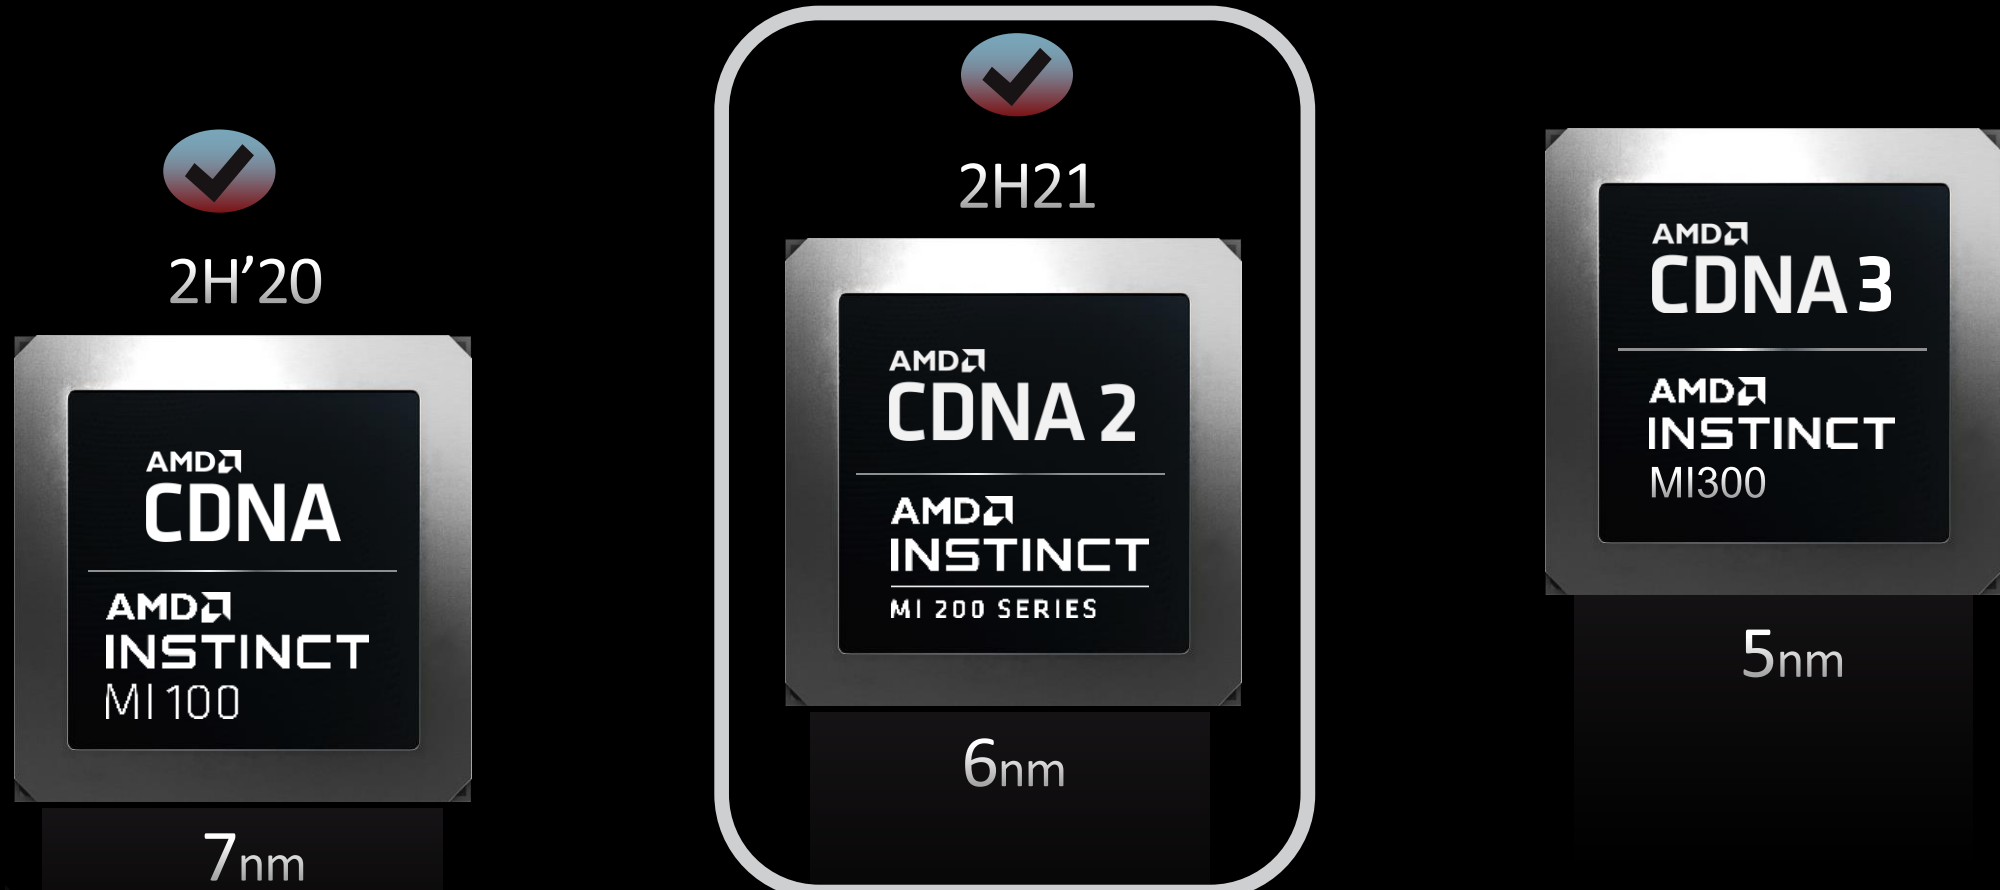 2H'20
AMD
CDNA
AMD
INSTINCT
MI 100
7nm
2H21
AMD
CDNA 2
AMD
INSTINCT
MI 200 SERIES
6nm
AMD
CDNA 3
AMD
INSTINCT
MI300
5nm